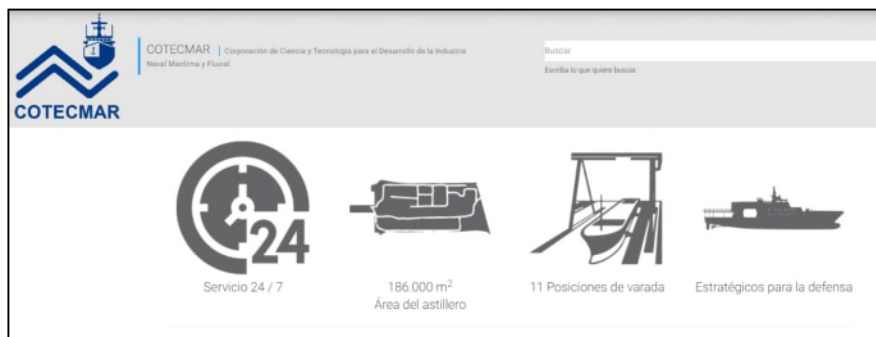 COTECMAR
COTECMAR | Corporación de Ciencia y Tecnología para el Desarrollo de la Industria
Naval Marítima y Fluvial
Buscar
Escriba lo que quiere buscar.
24
Servicio 24 / 7
186.000 m²
Área del astillero
11 Posiciones de varada
Estratégicos para la defensa